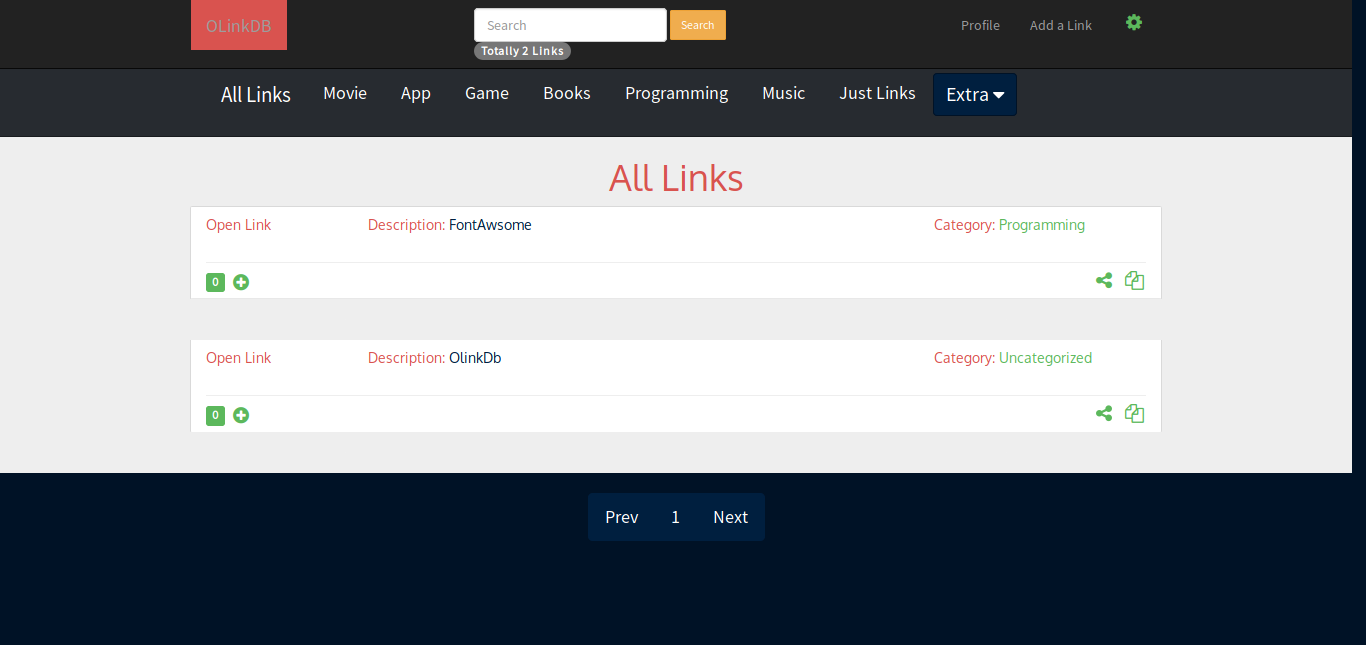 OLinkDB
Search Search
Totally 2 Links
Profile Add a Link
All Links Movie App Game Books Programming Music Just Links Extra
All Links
Open Link Description: FontAwsome Category: Programming
0
Open Link Description: OlinkDb Category: Uncategorized
0
Prev 1 Next